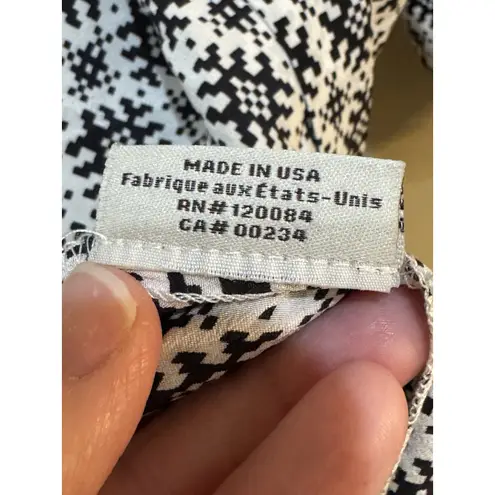 MADE IN USA
Fabrique aux États-Unis
RN# 120084
CA# 00234